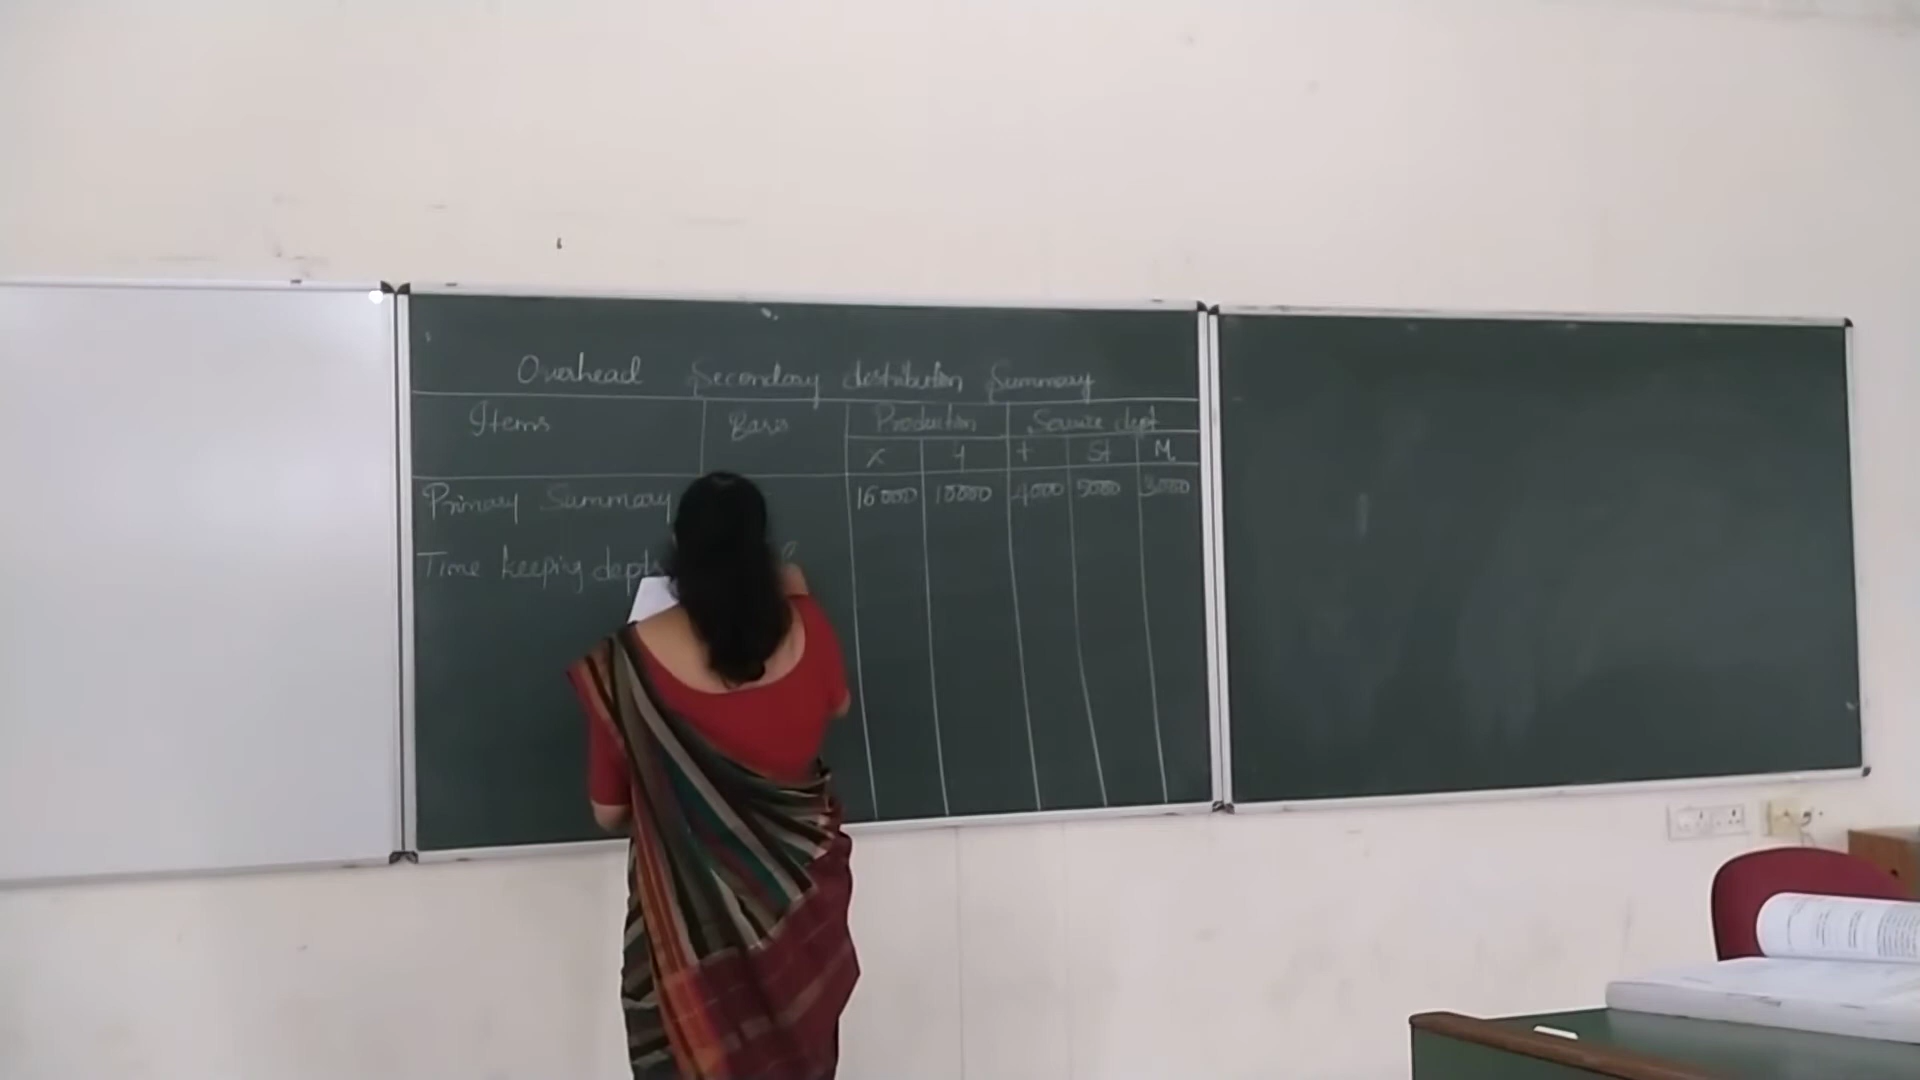 Overhead Secondary distribution Summary
Items Basis Production Service dept
X Y T St M
Primary Summary 16000 10000 4000 5000 3000
Time keeping depts